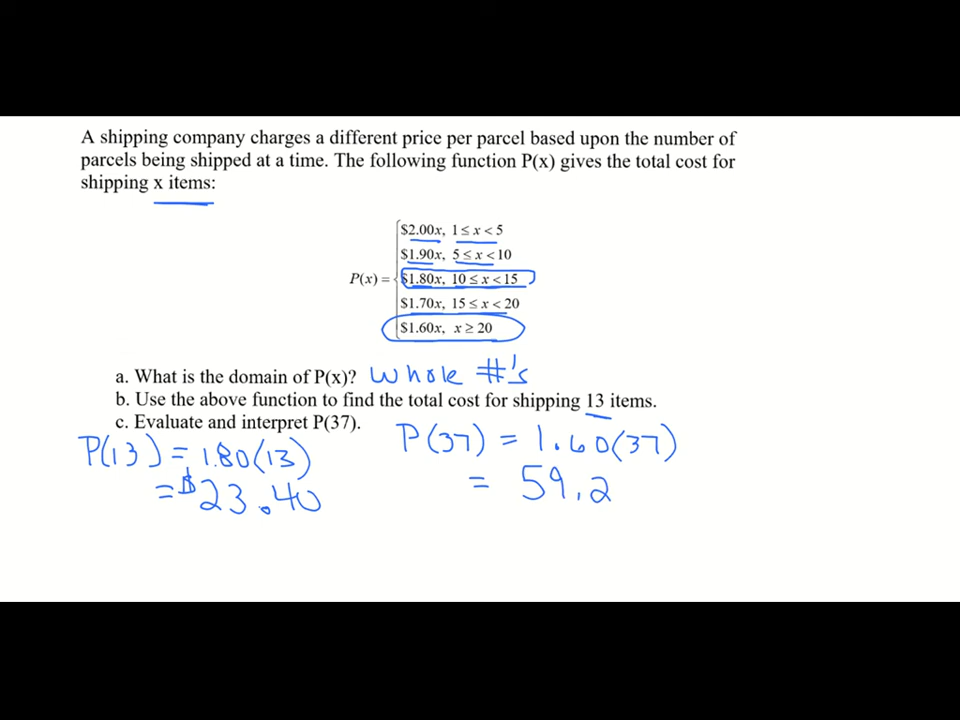 A shipping company charges a different price per parcel based upon the number of
parcels being shipped at a time. The following function P(x) gives the total cost for
shipping x items:
$2.00x, 1 ≤ x < 5
$1.90x, 5 ≤ x < 10
P(x) = $1.80x, 10 ≤ x < 15
$1.70x, 15 ≤ x < 20
$1.60x, x ≥ 20
a. What is the domain of P(x)? Whole #'s
b. Use the above function to find the total cost for shipping 13 items.
c. Evaluate and interpret P(37).
P(13) = 1.80(13)
= $23.40
P(37) = 1.60(37)
= 59.2